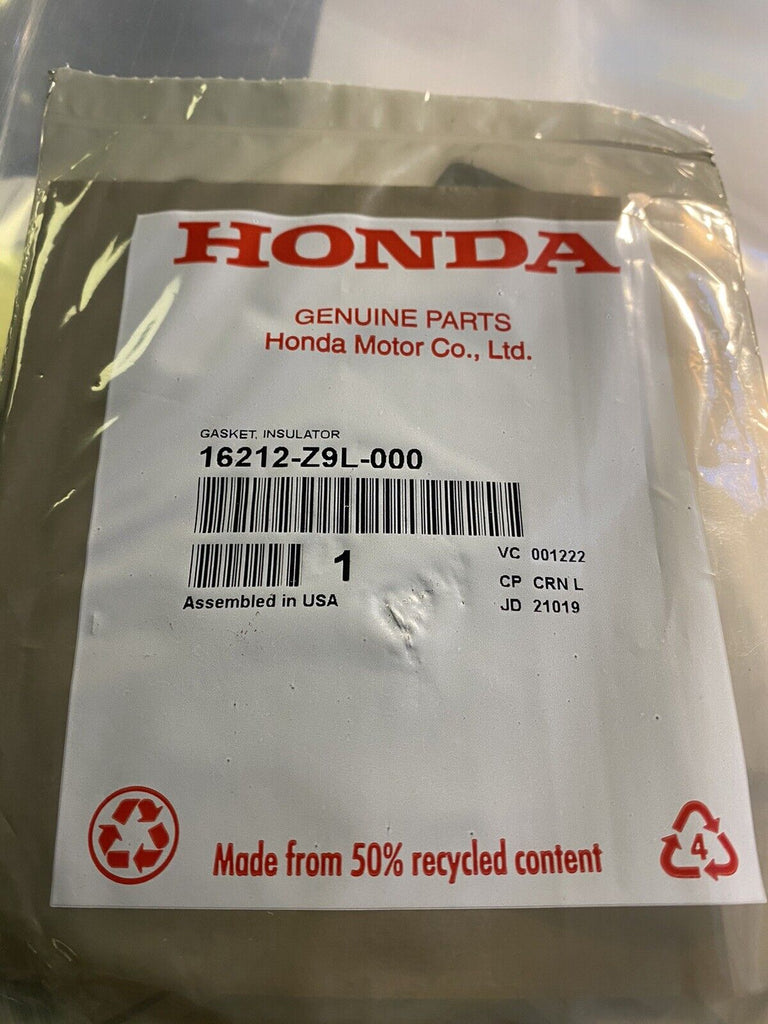 HONDA
GENUINE PARTS
Honda Motor Co., Ltd.
GASKET, INSULATOR
16212-Z9L-000
1
VC 001222
CP CRN L
Assembled in USA
JD 21019
Made from 50% recycled content
4